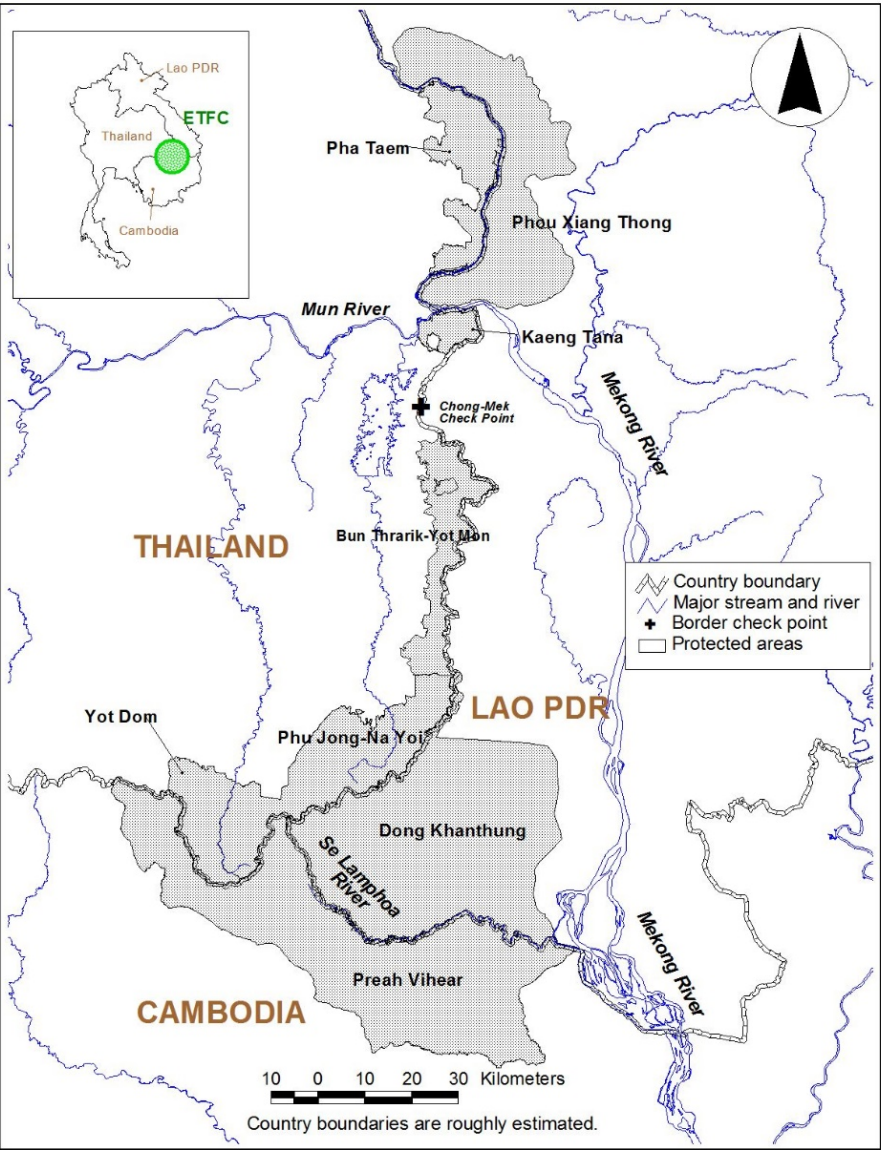 Lao PDR
ETFC
Thailand
Cambodia
Pha Taem
Phou Xiang Thong
Mun River
Kaeng Tana
Chong-Mek
Check Point
Mekong River
THAILAND
Bun Thrarik-Yot Mon
Country boundary
Major stream and river
Border check point
Protected areas
LAO PDR
Yot Dom
Phu Jong-Na Yoi
Dong Khanthung
Se Lamphoa
River
Mekong River
Preah Vihear
CAMBODIA
10 0 10 20 30 Kilometers
Country boundaries are roughly estimated.